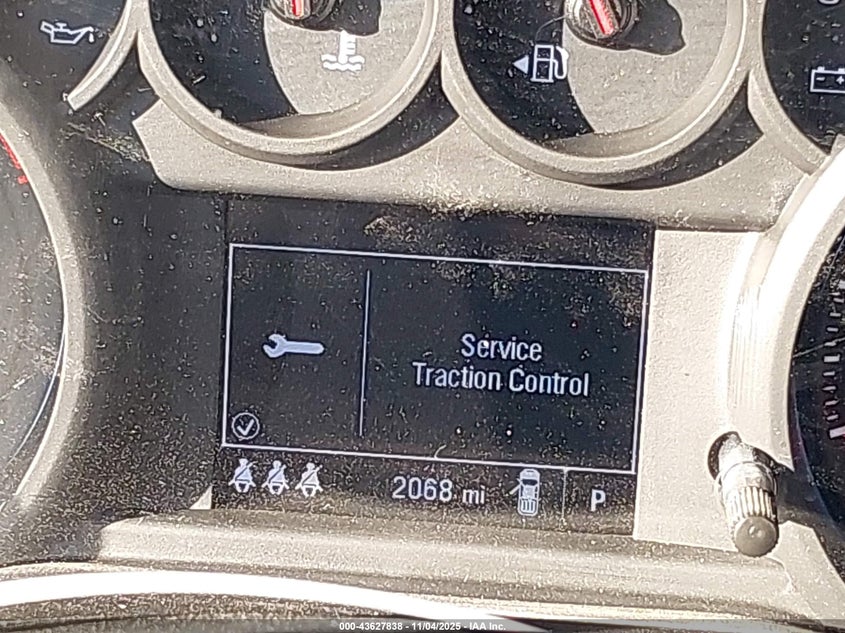 Service
Traction Control
2068 mi
P
000-43627838 - 11/04/2025 - IAA Inc.